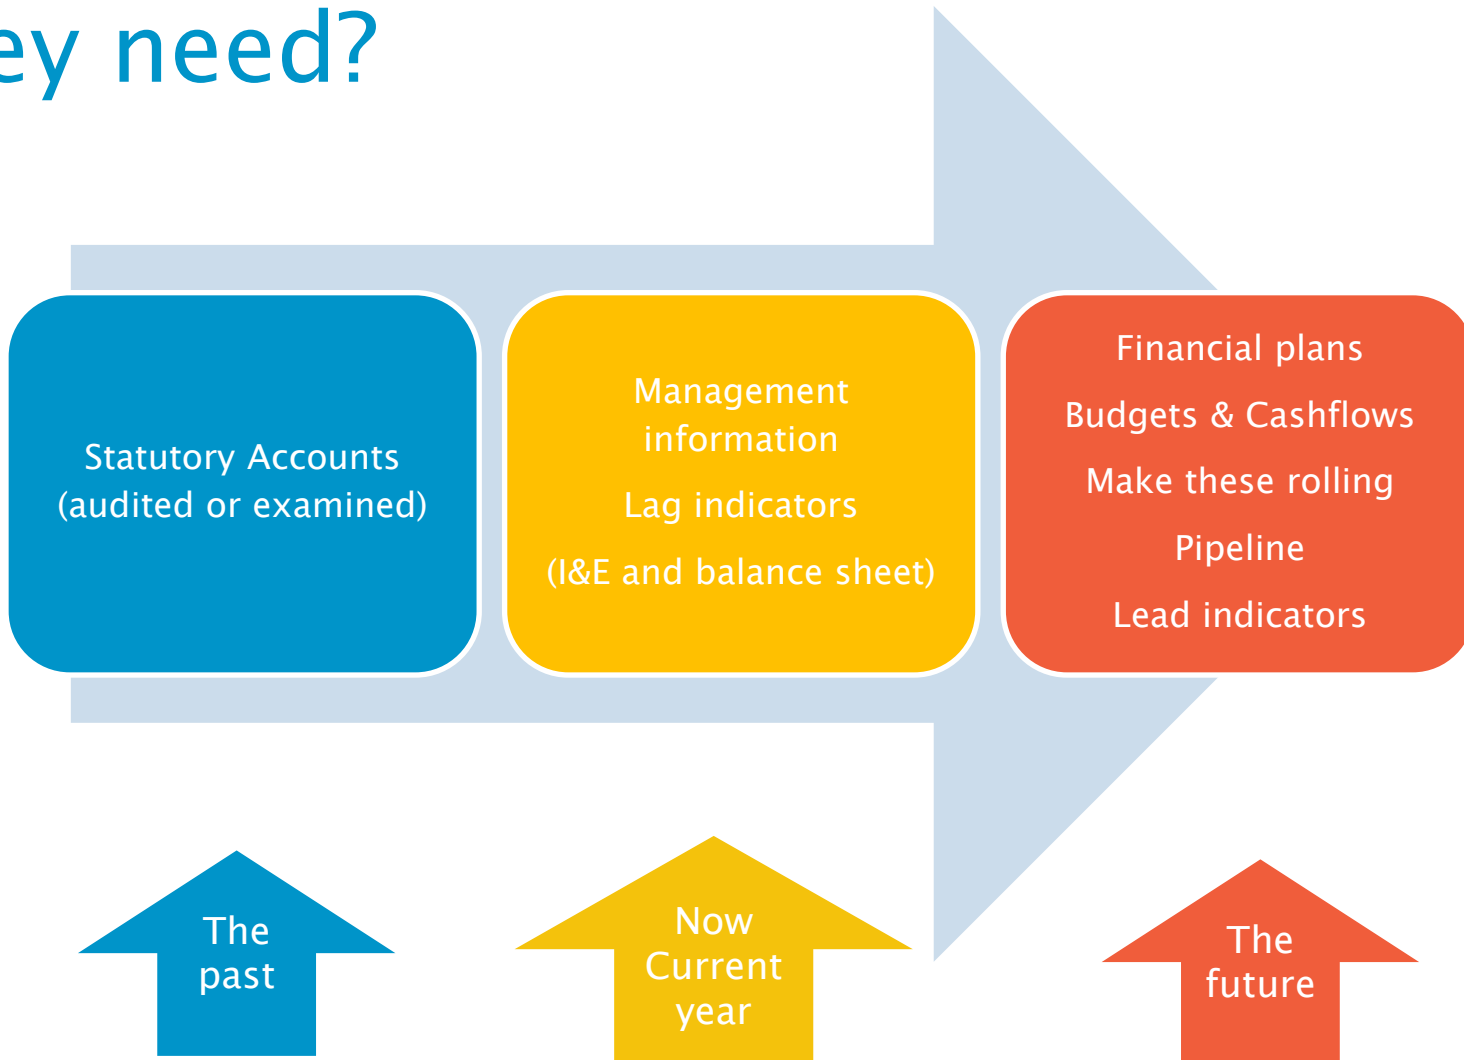 ey need?
Statutory Accounts
(audited or examined)
Management
information
Lag indicators
(I&E and balance sheet)
Financial plans
Budgets & Cashflows
Make these rolling
Pipeline
Lead indicators
The
past
Now
Current
year
The
future